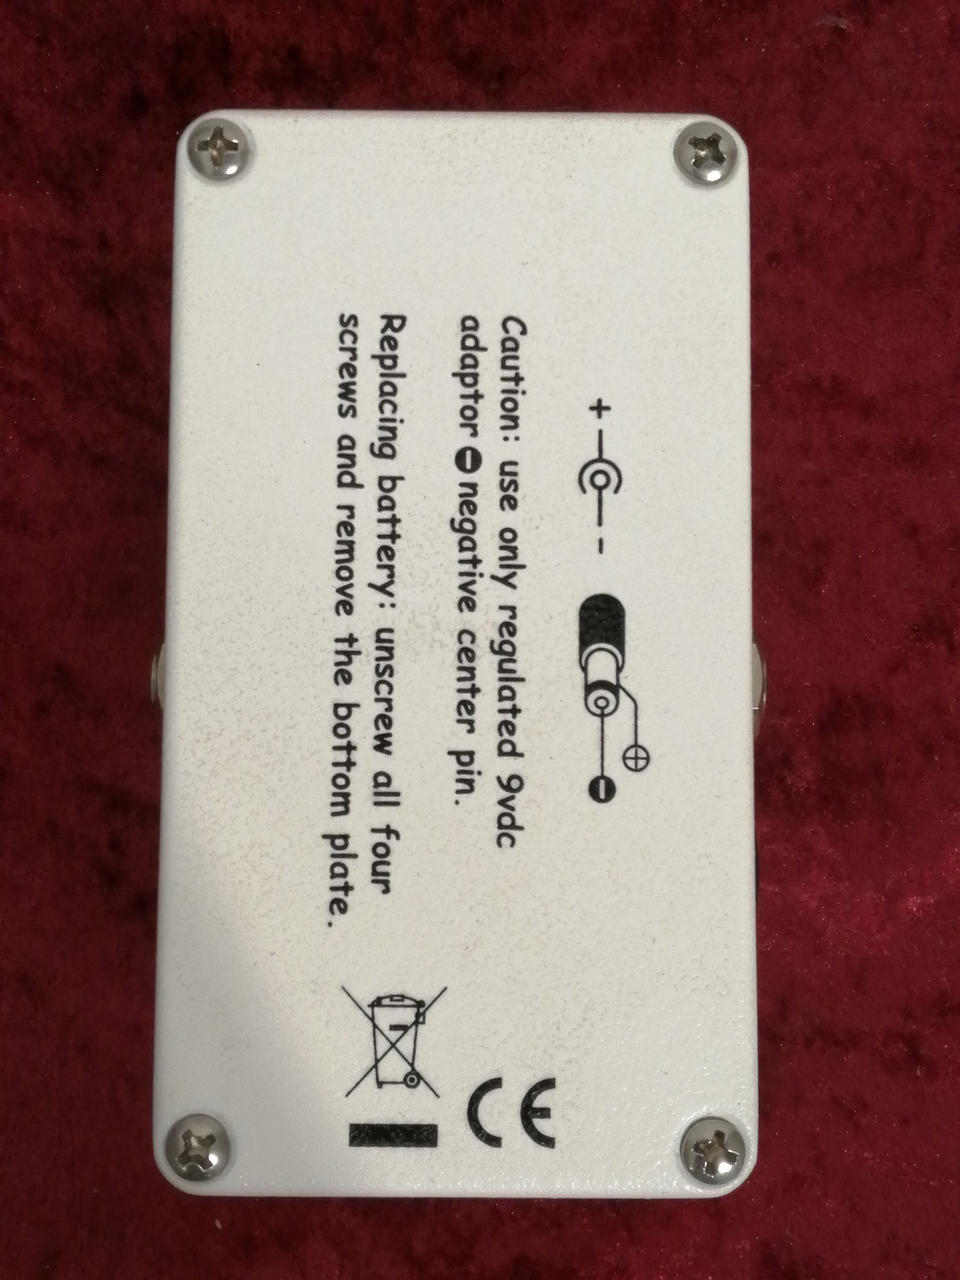 + -
+
-
Caution: use only regulated 9vdc
adaptor - negative center pin.
Replacing battery: unscrew all four
screws and remove the bottom plate.
CE